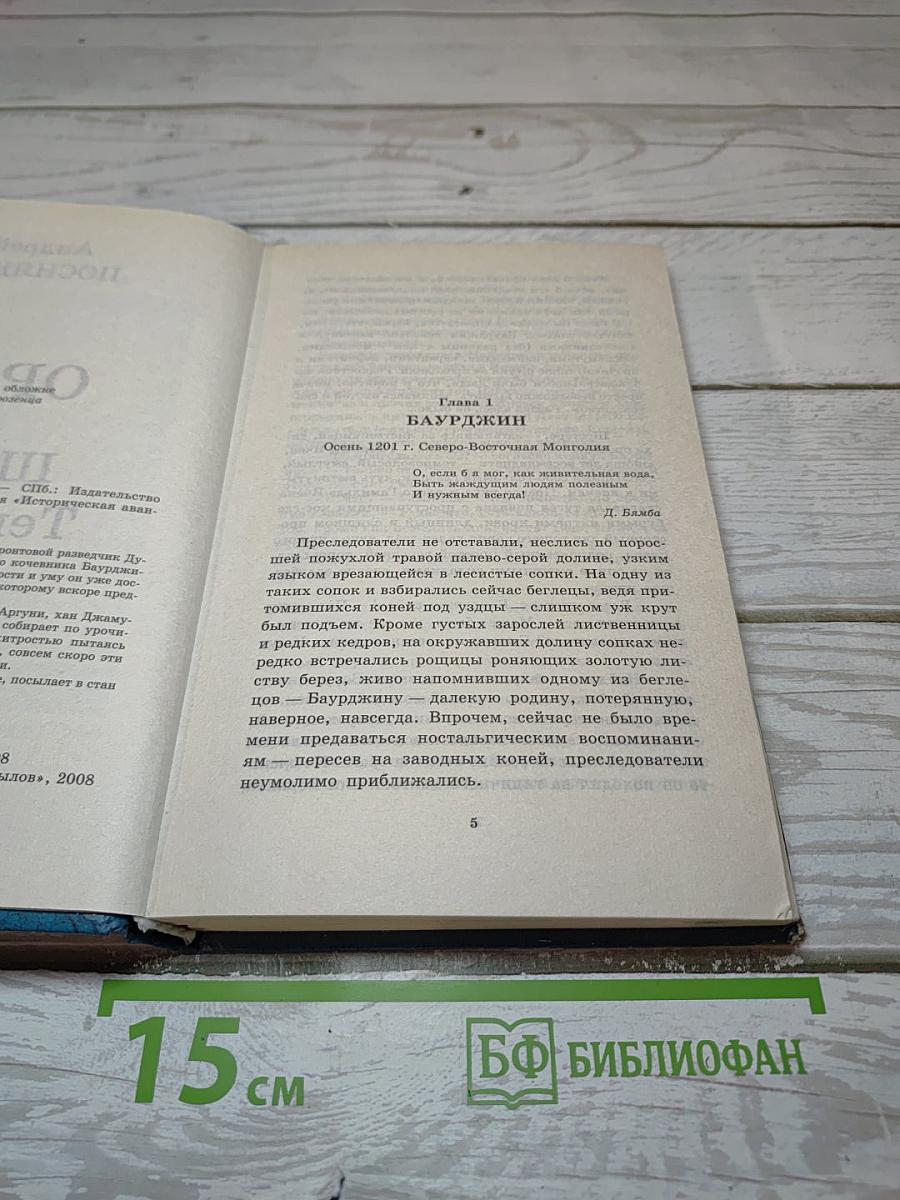 обложке
розенца
— СПб.: Издательство
я «Историческая аван-
ронтовой разведчик Ду-
о кочевника Баурджи-
ости и уму он уже дос-
которому вскоре пред-
Аргуни, хан Джаму-
собирает по урочи-
итростью пытаясь
, совсем скоро эти
и.
е, посылает в стан
08
ылов», 2008
Глава 1
БАУРДЖИН
Осень 1201 г. Северо-Восточная Монголия
О, если б я мог, как живительная вода,
Быть жаждущим людям полезным
И нужным всегда!
Д. Бямба
Преследователи не отставали, неслись по порос-
шей пожухлой травой палево-серой долине, узким
языком врезающейся в лесистые сопки. На одну из
таких сопок и взбирались сейчас беглецы, ведя при-
томившихся коней под уздцы — слишком уж крут
был подъем. Кроме густых зарослей лиственницы
и редких кедров, на окружавших долину сопках не-
редко встречались рощицы роняющих золотую ли-
ству берез, живо напомнивших одному из бегле-
цов — Баурджину — далекую родину, потерянную,
наверное, навсегда. Впрочем, сейчас не было вре-
мени предаваться ностальгическим воспоминани-
ям — пересев на заводных коней, преследователи
неумолимо приближались.
5
15 см
БФ БИБЛИОФАН